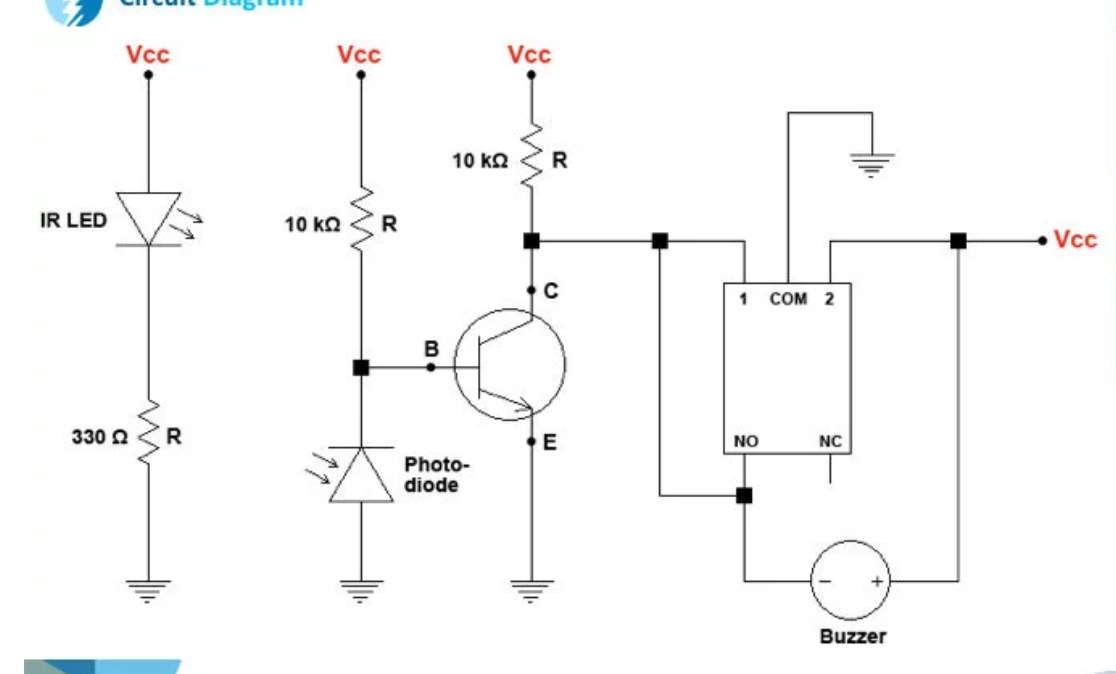 Circuit Diagram
Vcc
Vcc
Vcc
10 kΩ
R
IR LED
10 kΩ
R
Vcc
C
1
COM
2
B
330 Ω
R
E
NO
NC
Photo-
diode
-
+
Buzzer